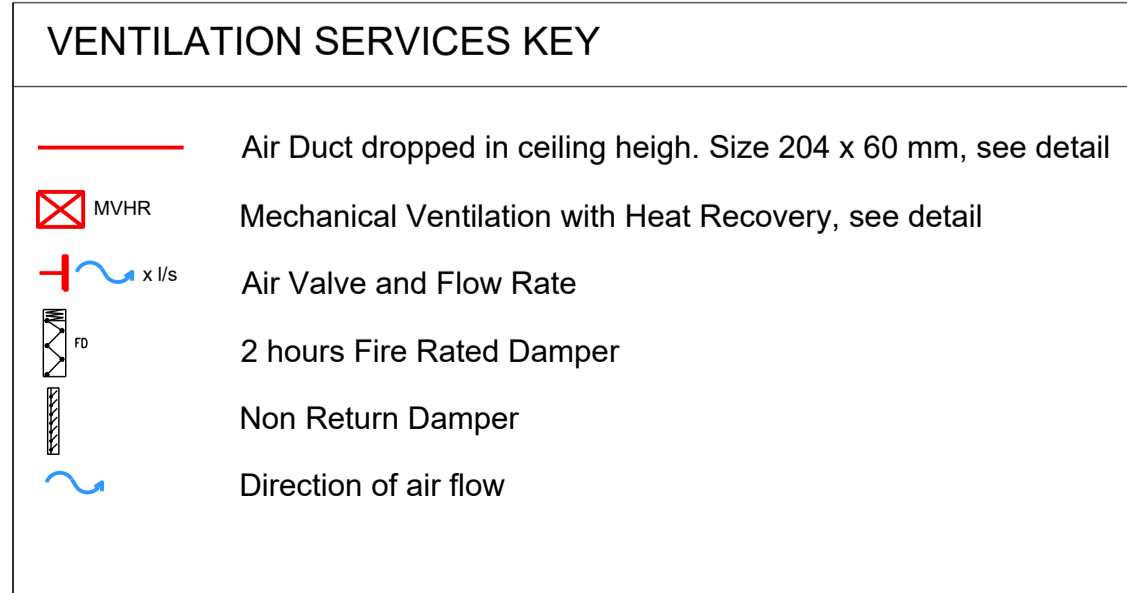 VENTILATION SERVICES KEY
Air Duct dropped in ceiling heigh. Size 204 x 60 mm, see detail
MVHR Mechanical Ventilation with Heat Recovery, see detail
x l/s Air Valve and Flow Rate
FD 2 hours Fire Rated Damper
Non Return Damper
Direction of air flow